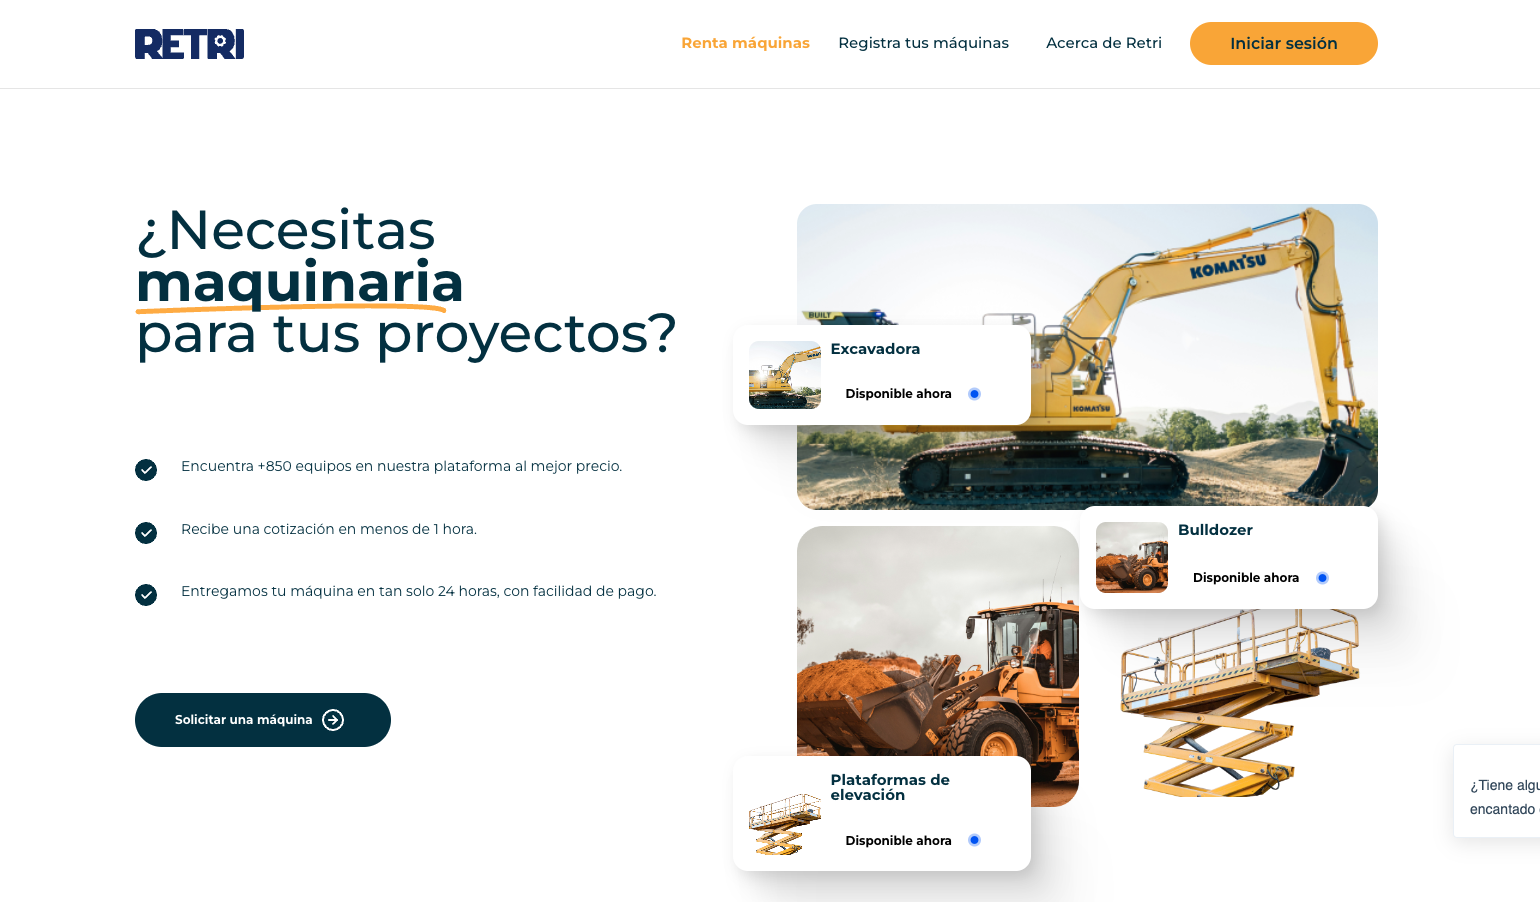 RETRI
Renta máquinas
Registra tus máquinas
Acerca de Retri
Iniciar sesión
¿Necesitas
maquinaria
para tus proyectos?
Encuentra +850 equipos en nuestra plataforma al mejor precio.
Recibe una cotización en menos de 1 hora.
Entregamos tu máquina en tan solo 24 horas, con facilidad de pago.
Solicitar una máquina
KOMATSU
BUILT
KOMATSU
Excavadora
Disponible ahora
Bulldozer
Disponible ahora
Plataformas de
elevación
Disponible ahora
¿Tiene algu
encantado